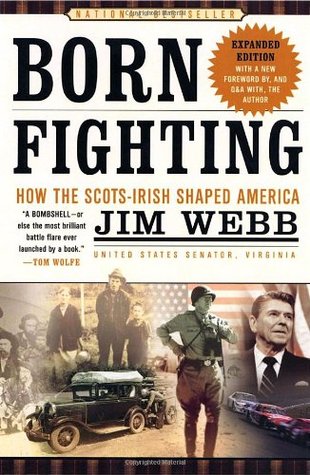 NATIONAL BESTSELLER
BORN
FIGHTING
EXPANDED
EDITION
WITH A NEW
FOREWORD BY, AND
Q&A WITH, THE
AUTHOR
HOW THE SCOTS-IRISH SHAPED AMERICA
"A BOMBSHELL—or
else the most brilliant
battle flare ever
launched by a book."
—TOM WOLFE
JIM WEBB
UNITED STATES SENATOR, VIRGINIA